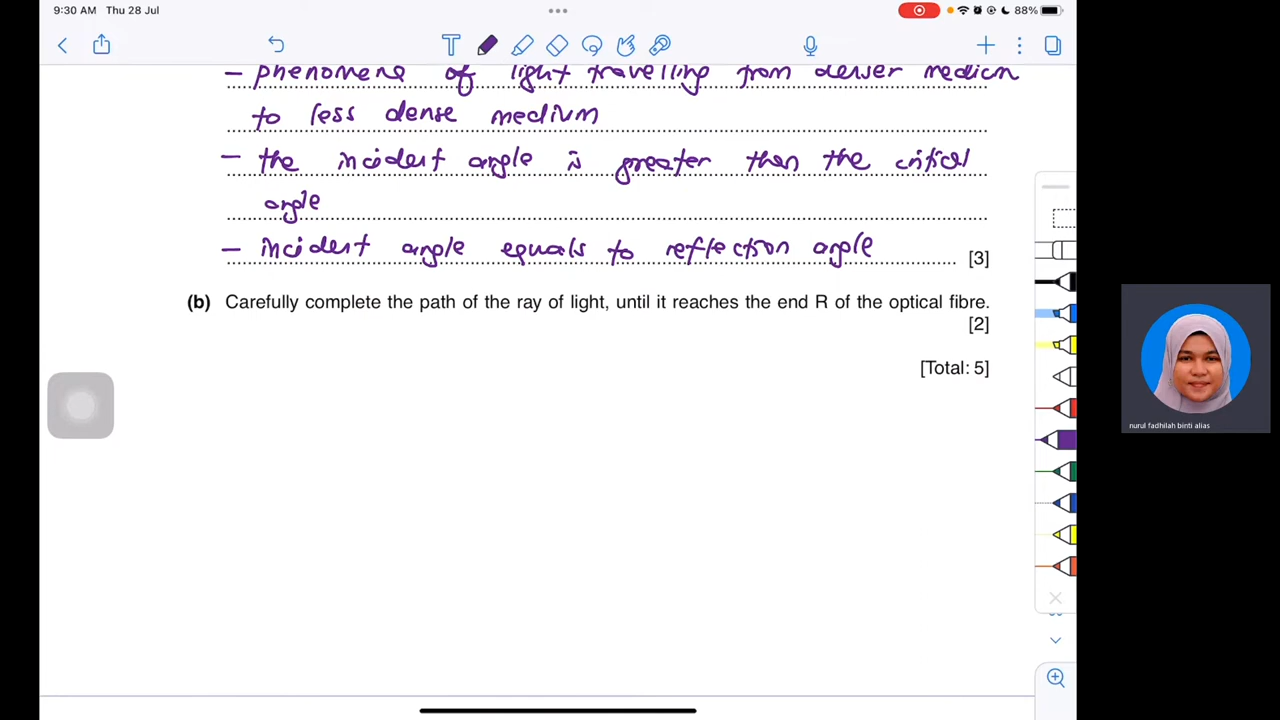 9:30 AM Thu 28 Jul
88%
T
- phenomena of light travelling from denser medium
to less dense medium
- the incident angle is greater than the critical
angle
- incident angle equals to reflection angle
[3]
(b) Carefully complete the path of the ray of light, until it reaches the end R of the optical fibre.
[2]
[Total: 5]
nurul fadhilah binti alias